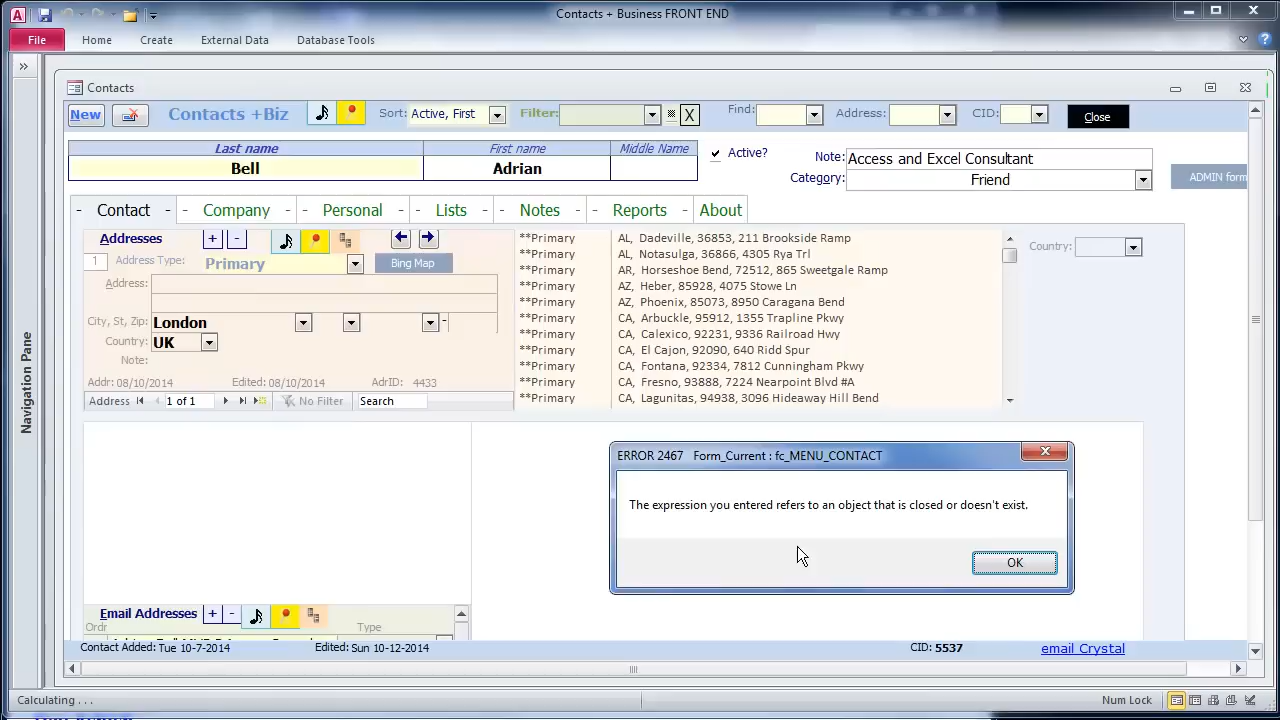 Contacts + Business FRONT END
File Home Create External Data Database Tools
Contacts
New Contacts +Biz Sort: Active, First Filter: X Find: Address: CID: Close
Last name First name Middle Name
Bell Adrian
Active?
Note: Access and Excel Consultant
Category: Friend
ADMIN form
- Contact - - Company - - Personal - - Lists - - Notes - - Reports - About
Addresses + -
1 Address Type: Primary Bing Map
Address:
City, St, Zip: London -
Country: UK
Note:
Addr: 08/10/2014 Edited: 08/10/2014 AdrID: 4433
Address 1 of 1 No Filter Search
**Primary AL, Dadeville, 36853, 211 Brookside Ramp
**Primary AL, Notasulga, 36866, 4305 Rya Trl
**Primary AR, Horseshoe Bend, 72512, 865 Sweetgale Ramp
**Primary AZ, Heber, 85928, 4075 Stowe Ln
**Primary AZ, Phoenix, 85073, 8950 Caragana Bend
**Primary CA, Arbuckle, 95912, 1355 Trapline Pkwy
**Primary CA, Calexico, 92231, 9336 Railroad Hwy
**Primary CA, El Cajon, 92090, 640 Ridd Spur
**Primary CA, Fontana, 92334, 7812 Cunningham Pkwy
**Primary CA, Fresno, 93888, 7224 Nearpoint Blvd #A
**Primary CA, Lagunitas, 94938, 3096 Hideaway Hill Bend
Country:
Navigation Pane
ERROR 2467 Form_Current : fc_MENU_CONTACT
The expression you entered refers to an object that is closed or doesn't exist.
OK
Email Addresses + -
Ordr Type
Contact Added: Tue 10-7-2014 Edited: Sun 10-12-2014 CID: 5537 email Crystal
Calculating . . . Num Lock